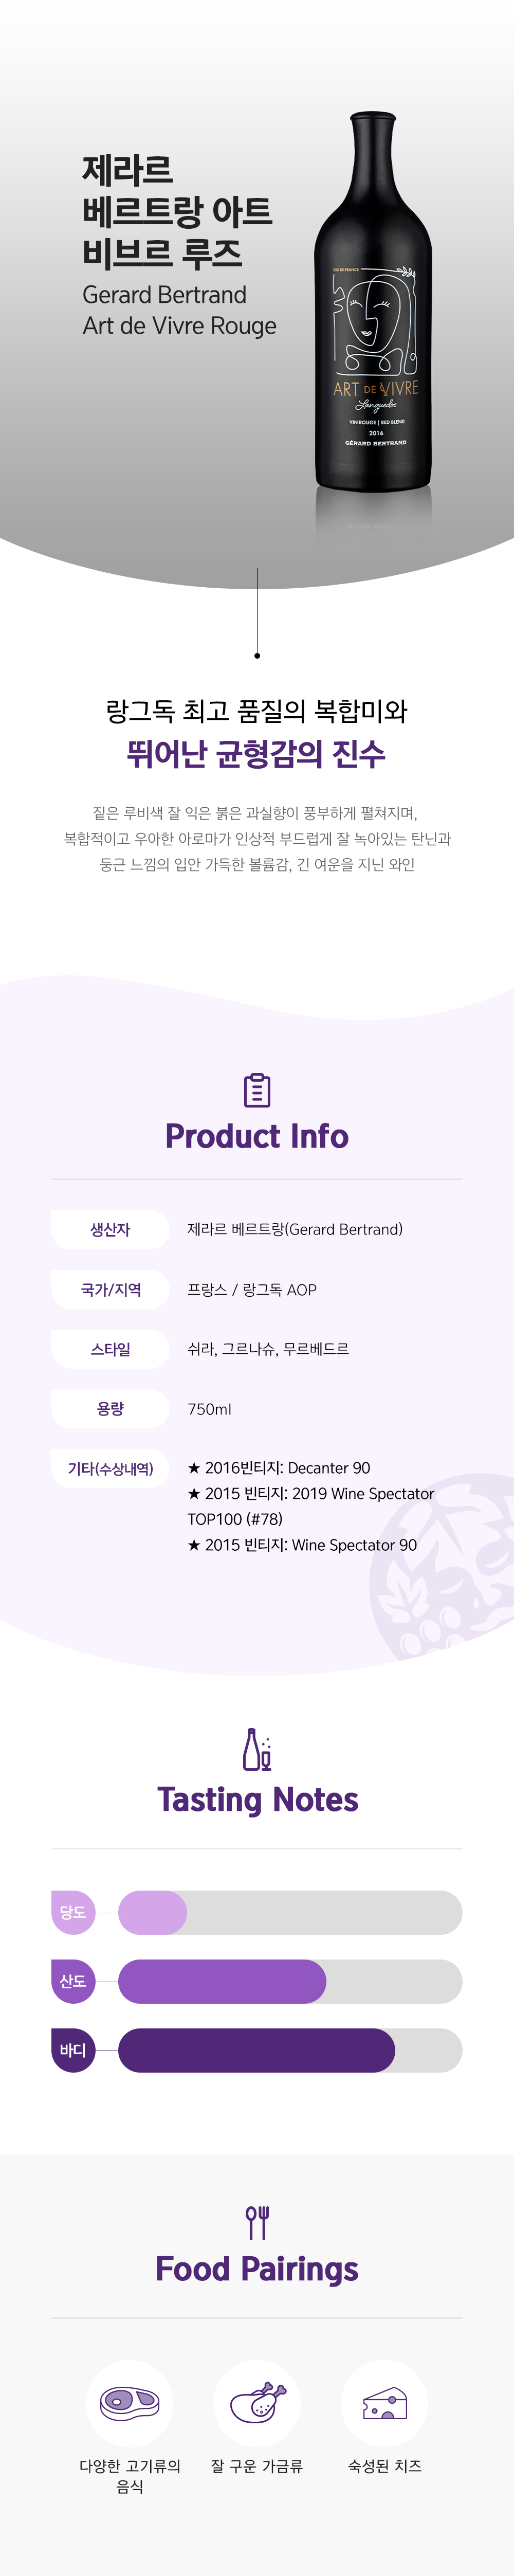 제라르
베르트랑 아트
비브르 루즈
Gerard Bertrand
Art de Vivre Rouge
ART DE VIVRE
Languedoc
VIN ROUGE | RED BLEND
2016
GÉRARD BERTRAND
랑그독 최고 품질의 복합미와
뛰어난 균형감의 진수
짙은 루비색 잘 익은 붉은 과실향이 풍부하게 펼쳐지며,
복합적이고 우아한 아로마가 인상적 부드럽게 잘 녹아있는 탄닌과
둥근 느낌의 입안 가득한 볼륨감, 긴 여운을 지닌 와인
Product Info
생산자
제라르 베르트랑(Gerard Bertrand)
국가/지역
프랑스 / 랑그독 AOP
스타일
쉬라, 그르나슈, 무르베드르
용량
750ml
기타(수상내역)
★ 2016빈티지: Decanter 90
★ 2015 빈티지: 2019 Wine Spectator
TOP100 (#78)
★ 2015 빈티지: Wine Spectator 90
Tasting Notes
당도
산도
바디
Food Pairings
다양한 고기류의
음식
잘 구운 가금류
숙성된 치즈